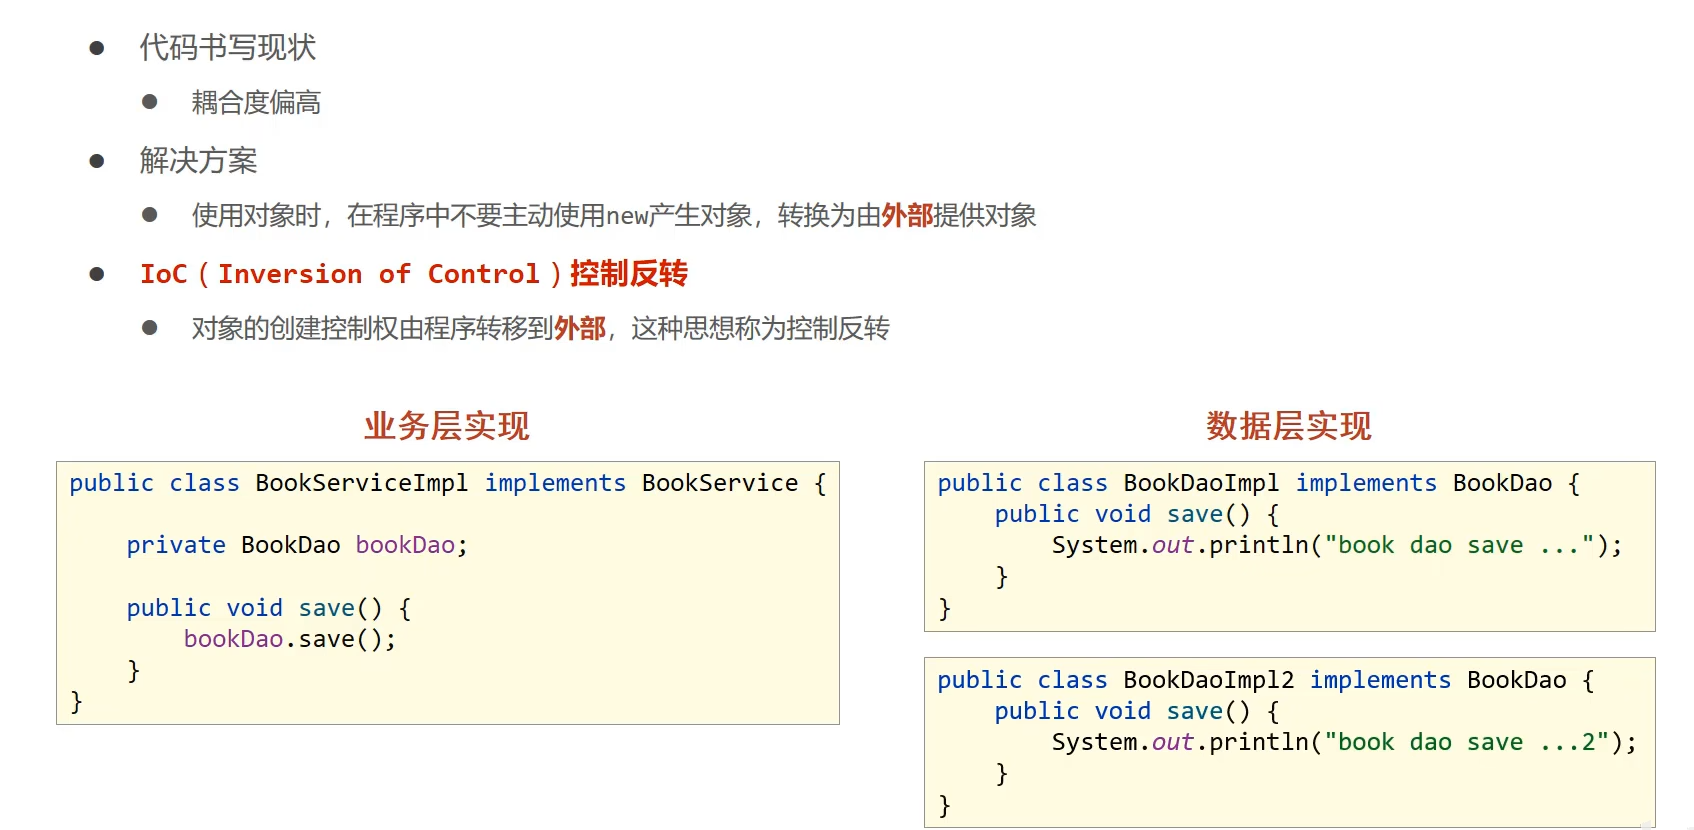 代码书写现状
耦合度偏高
解决方案
使用对象时，在程序中不要主动使用new产生对象，转换为由外部提供对象
IoC（Inversion of Control）控制反转
对象的创建控制权由程序转移到外部，这种思想称为控制反转
业务层实现
public class BookServiceImpl implements BookService {
private BookDao bookDao;
public void save() {
bookDao.save();
}
}
数据层实现
public class BookDaoImpl implements BookDao {
public void save() {
System.out.println("book dao save ...");
}
}
public class BookDaoImpl2 implements BookDao {
public void save() {
System.out.println("book dao save ...2");
}
}